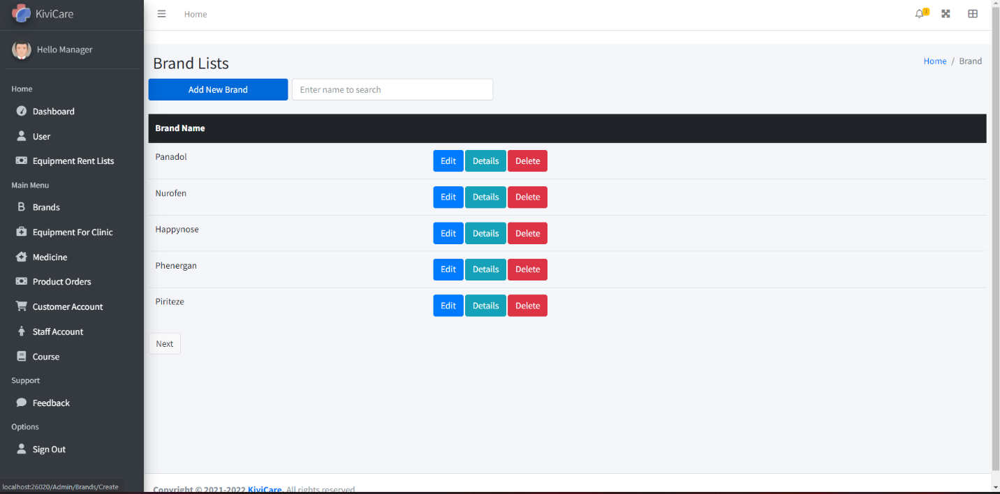 KiviCare
Home
1
Hello Manager
Home
Dashboard
User
Equipment Rent Lists
Main Menu
Brands
Equipment For Clinic
Medicine
Product Orders
Customer Account
Staff Account
Course
Support
Feedback
Options
Sign Out
localhost:26020/Admin/Brands/Create
Brand Lists
Home / Brand
Add New Brand
Enter name to search
Brand Name
Panadol Edit Details Delete
Nurofen Edit Details Delete
Happynose Edit Details Delete
Phenergan Edit Details Delete
Piriteze Edit Details Delete
Next
Copyright © 2021-2022 KiviCare. All rights reserved